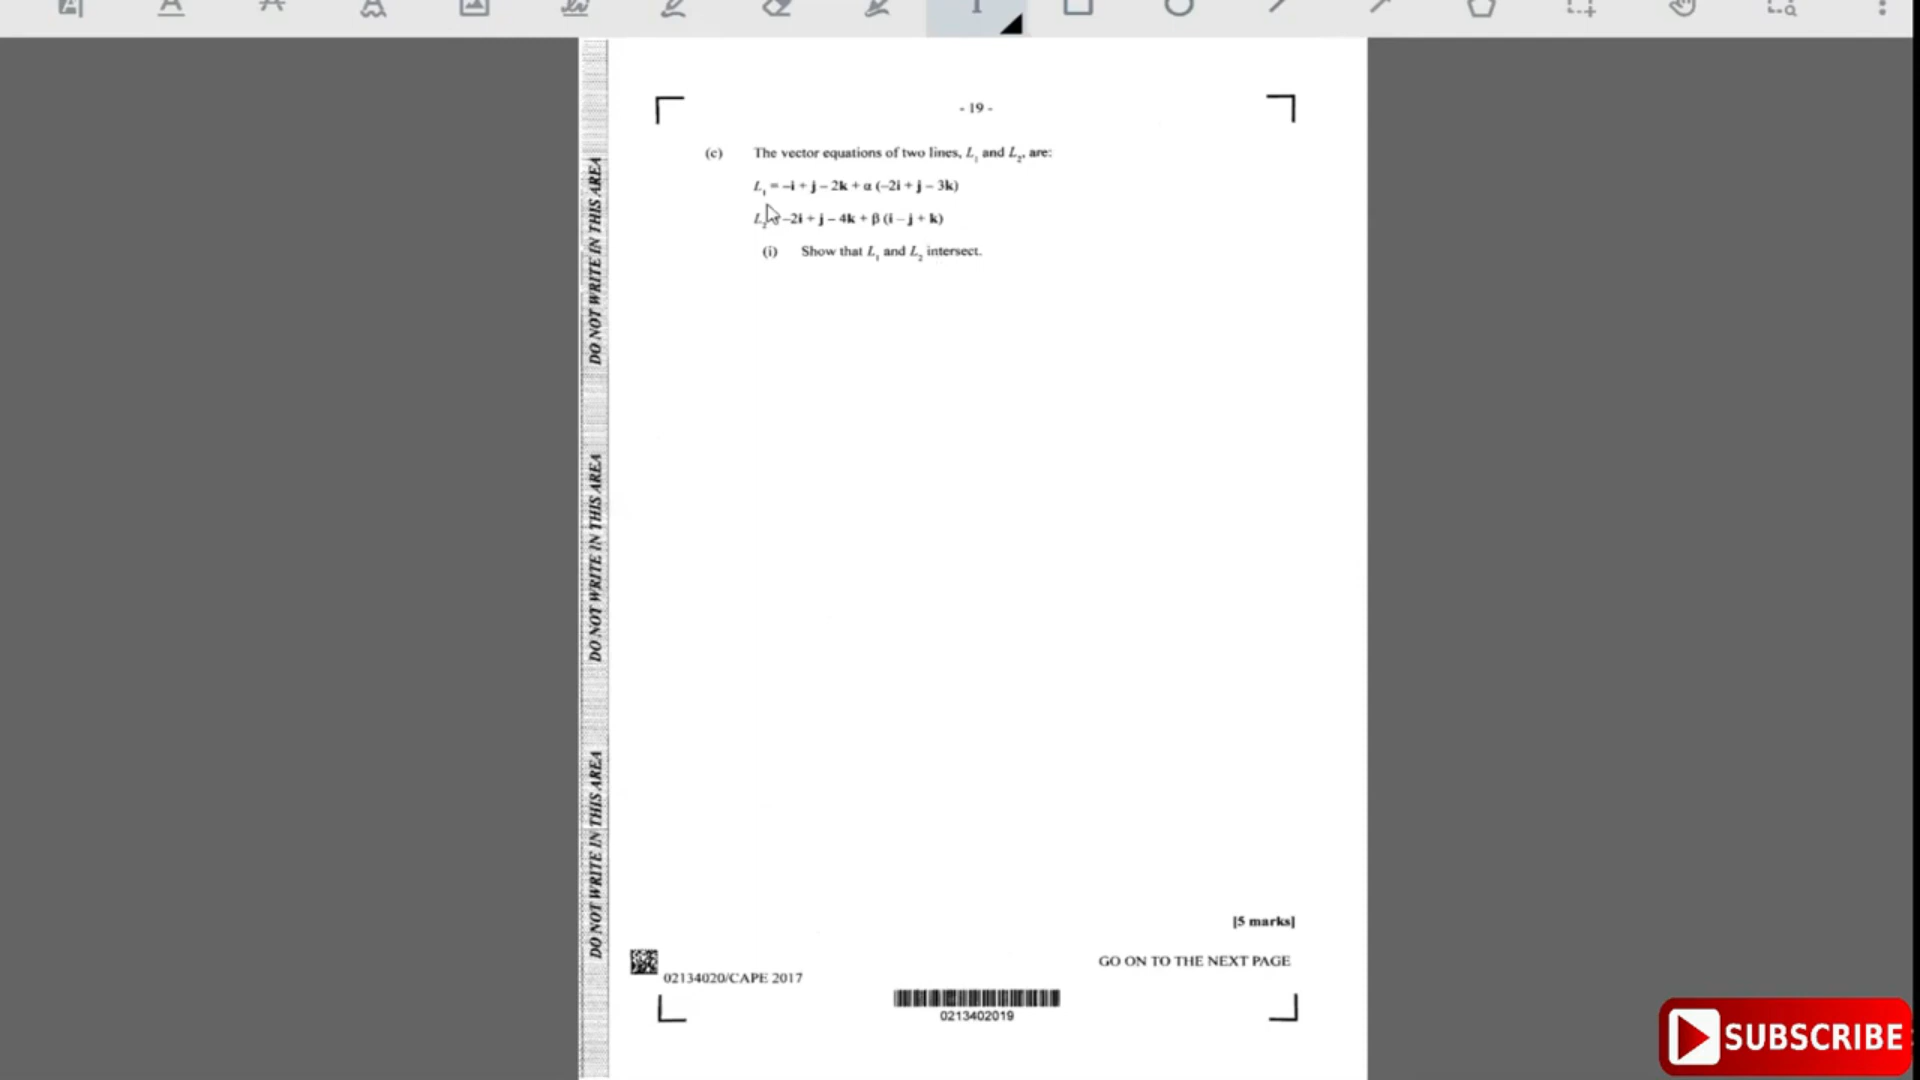 - 19 -
(c) The vector equations of two lines, L₁ and L₂, are:
L₁ = –i + j – 2k + α (–2i + j – 3k)
L₂ –2i + j – 4k + β (i – j + k)
(i) Show that L₁ and L₂ intersect.
DO NOT WRITE IN THIS AREA
DO NOT WRITE IN THIS AREA
DO NOT WRITE IN THIS AREA
[5 marks]
GO ON TO THE NEXT PAGE
02134020/CAPE 2017
0213402019
SUBSCRIBE